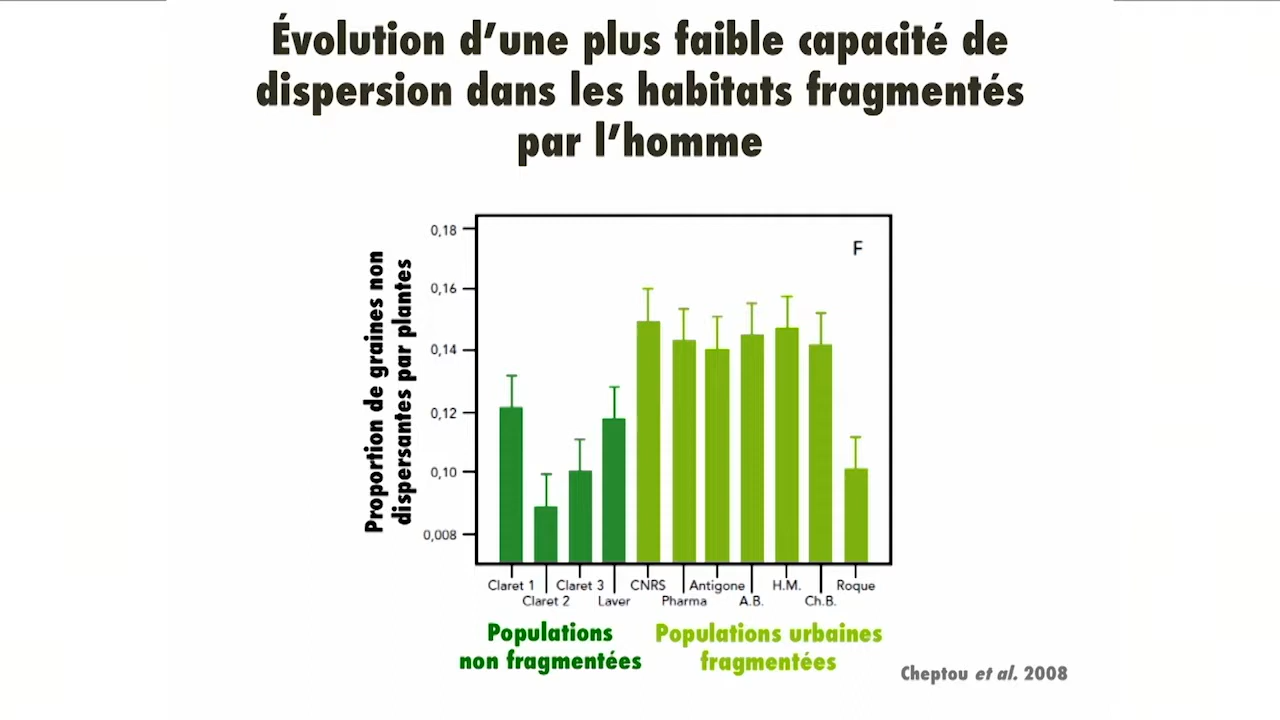 Évolution d’une plus faible capacité de
dispersion dans les habitats fragmentés
par l’homme
Proportion de graines non
dispersantes par plantes
0,18
0,16
0,14
0,12
0,10
0,008
F
Claret 1
Claret 2
Claret 3
Laver
CNRS
Pharma
Antigone
A.B.
H.M.
Ch.B.
Roque
Populations
non fragmentées
Populations urbaines
fragmentées
Cheptou et al. 2008